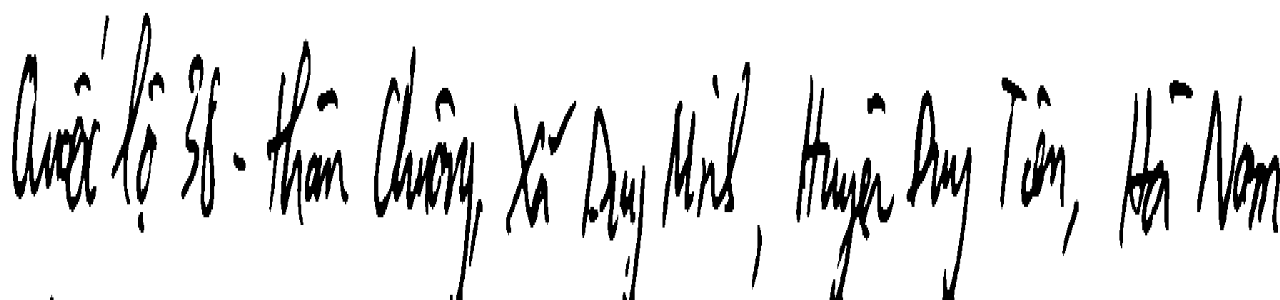 Quốc lộ 38 - thôn Chuông, Xã Duy Minh, Huyện Duy Tiên, Hà Nam